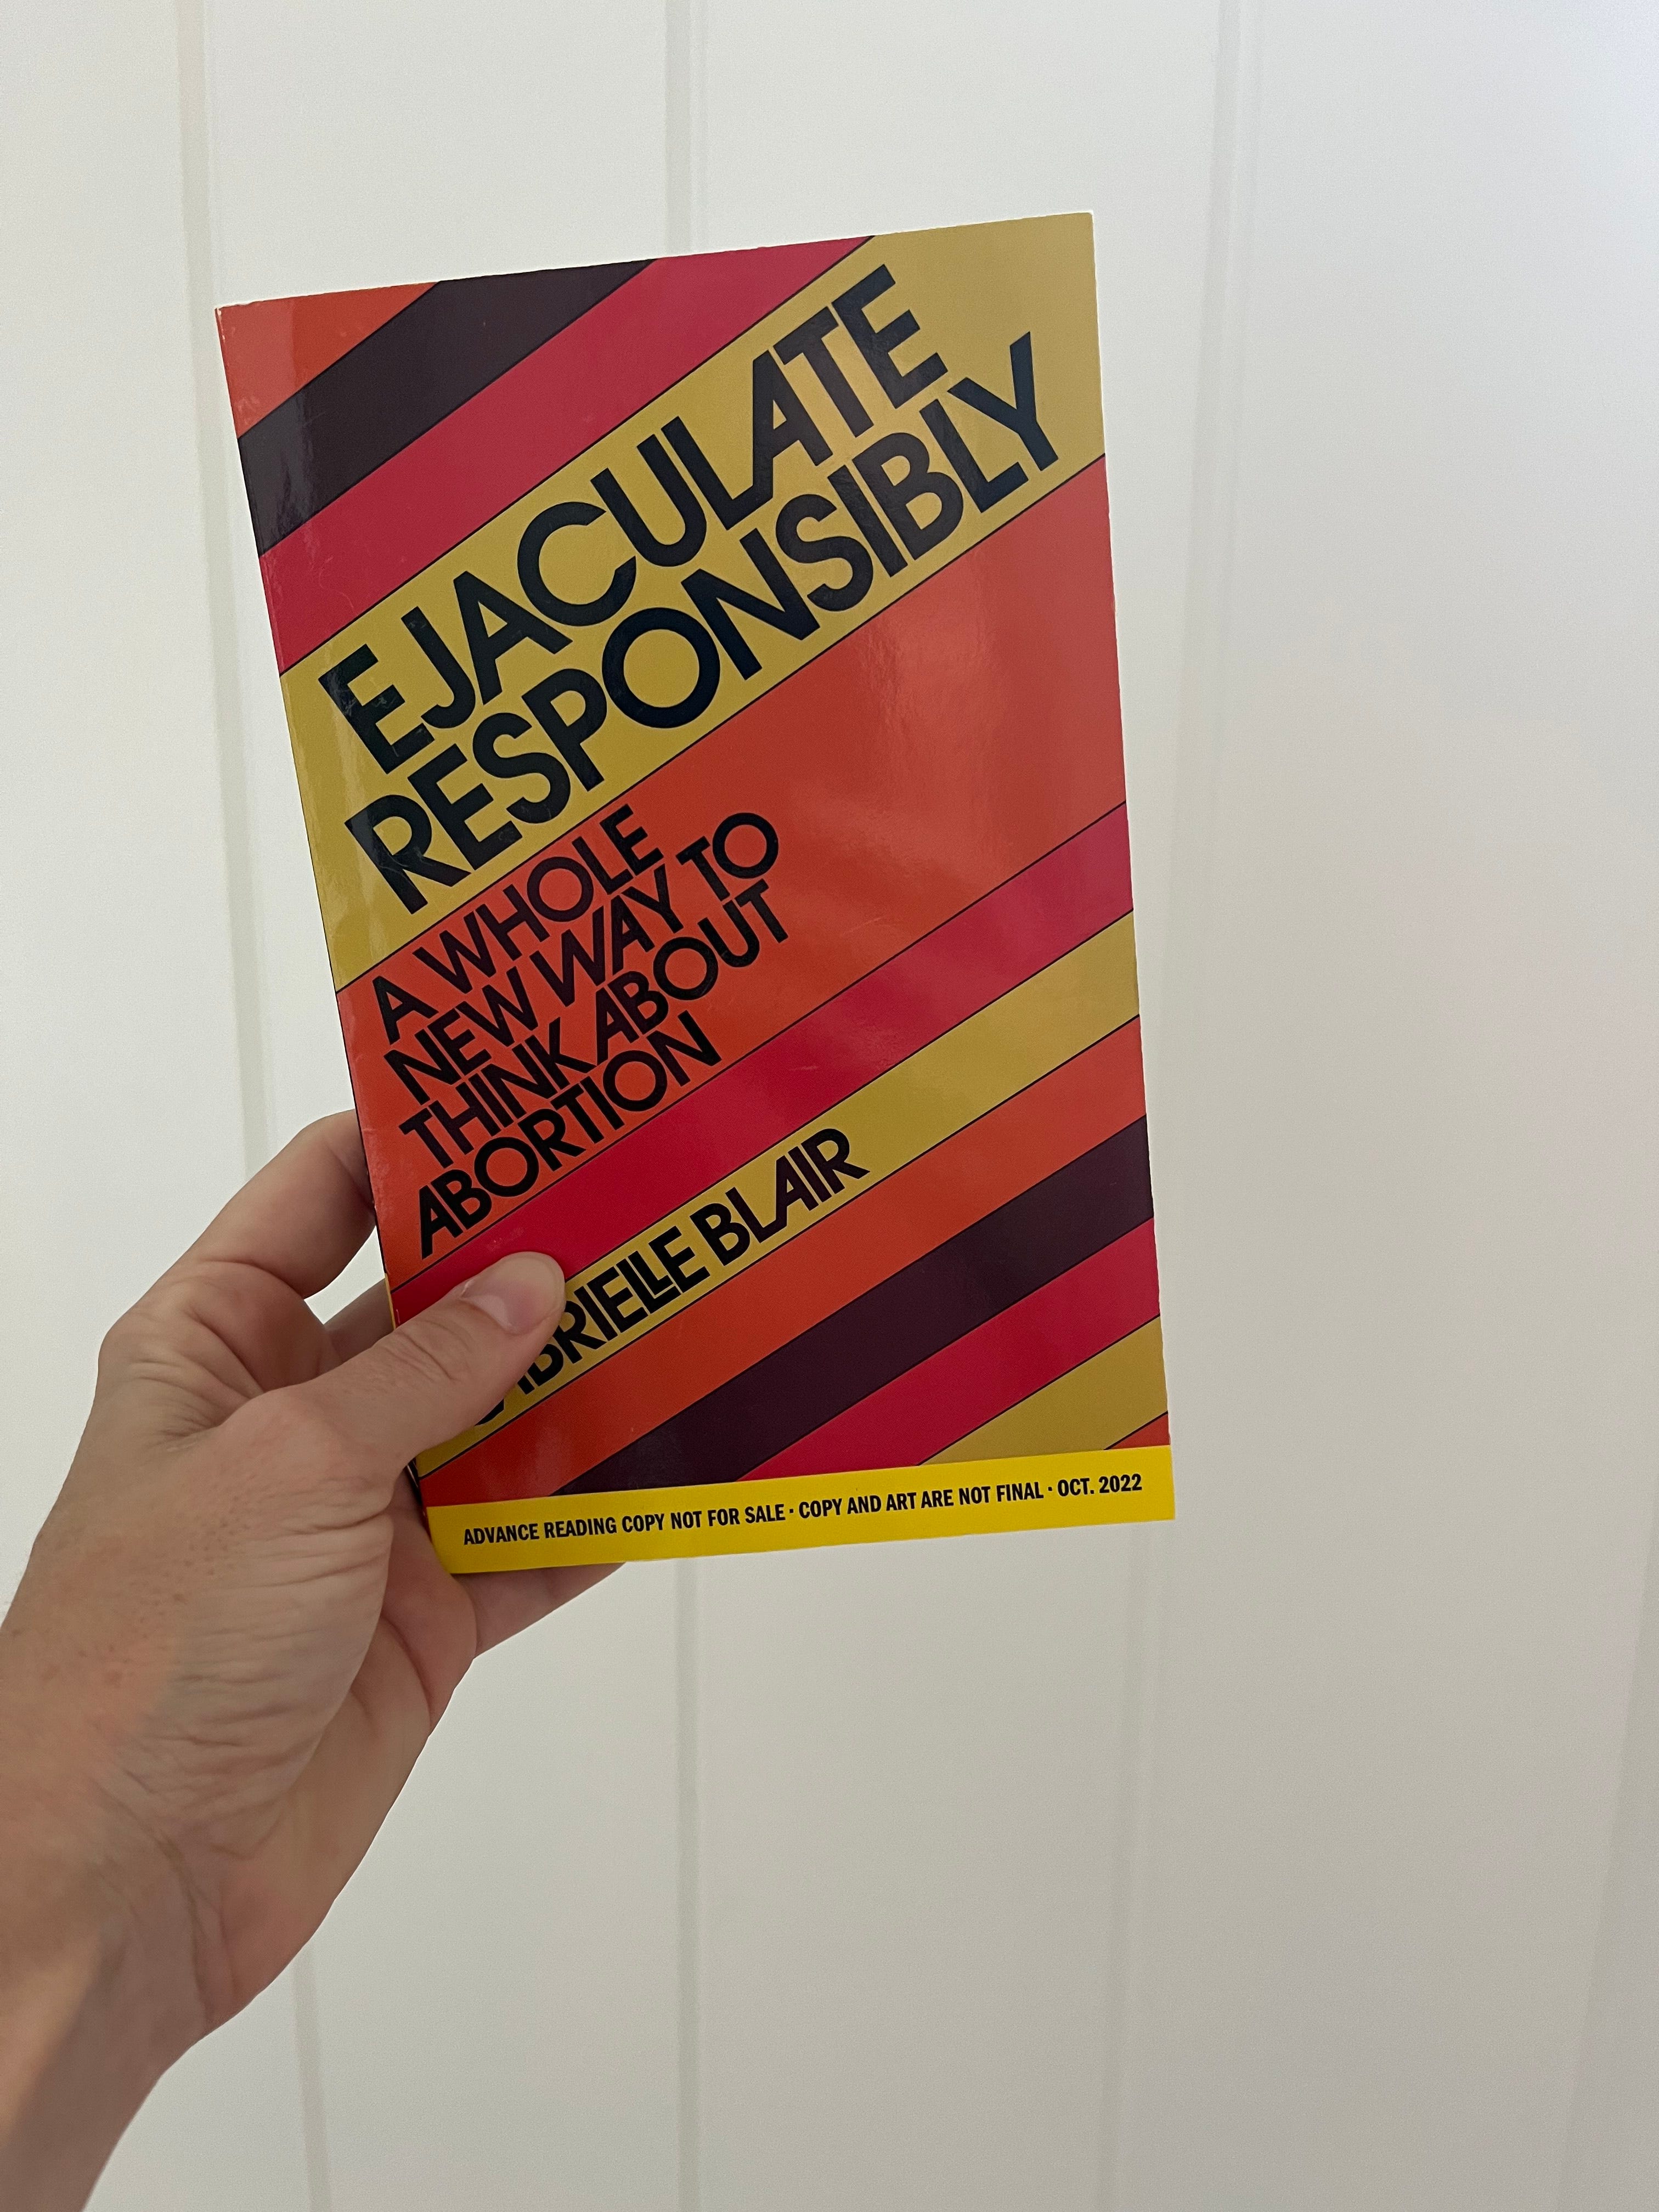 EJACULATE
RESPONSIBLY
A WHOLE
NEW WAY TO
THINK ABOUT
ABORTION
BLAIR
ADVANCE READING COPY NOT FOR SALE · COPY AND ART ARE NOT FINAL · OCT. 2022